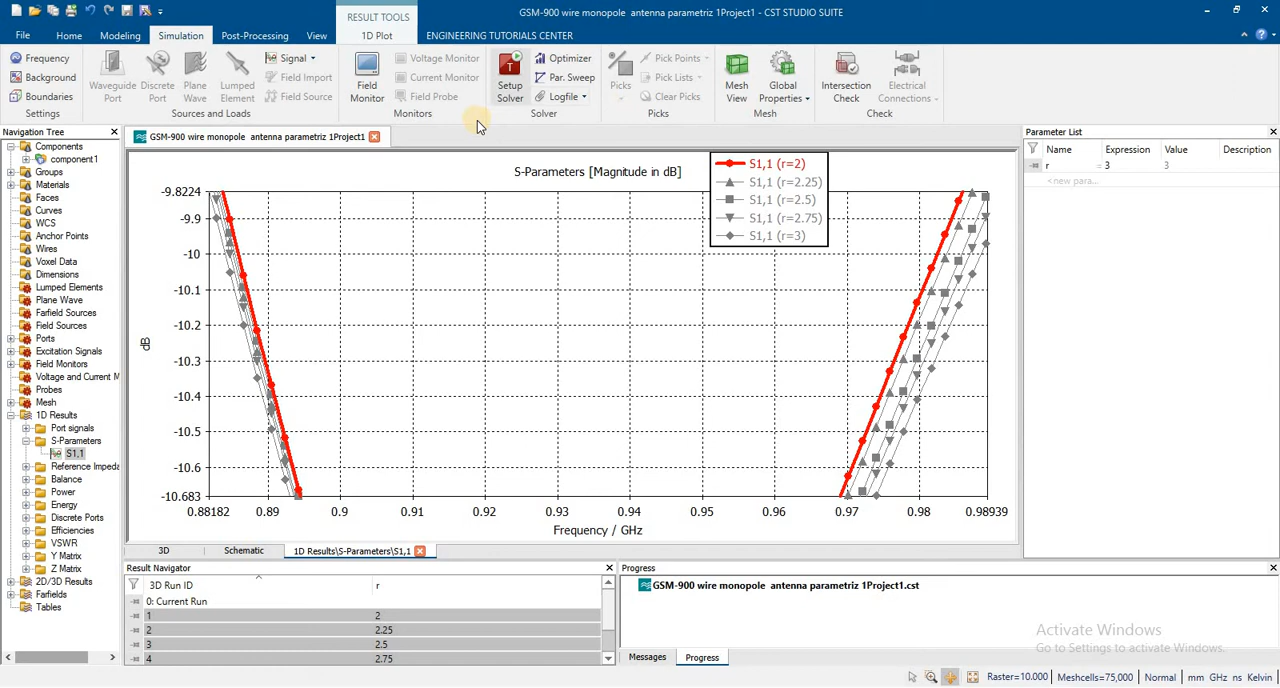 GSM-900 wire monopole antenna parametriz 1Project1 - CST STUDIO SUITE
RESULT TOOLS
File Home Modeling Simulation Post-Processing View 1D Plot ENGINEERING TUTORIALS CENTER
Frequency
Background
Boundaries
Settings
Waveguide Port
Discrete Port
Plane Wave
Lumped Element
Signal
Field Import
Field Source
Sources and Loads
Field Monitor
Voltage Monitor
Current Monitor
Field Probe
Monitors
Setup Solver
Optimizer
Par. Sweep
Logfile
Solver
Picks
Pick Points
Pick Lists
Clear Picks
Picks
Mesh View
Global Properties
Mesh
Intersection Check
Electrical Connections
Check
Navigation Tree
Components
component1
Groups
Materials
Faces
Curves
WCS
Anchor Points
Wires
Voxel Data
Dimensions
Lumped Elements
Plane Wave
Farfield Sources
Field Sources
Ports
Excitation Signals
Field Monitors
Voltage and Current M
Probes
Mesh
1D Results
Port signals
S-Parameters
S1,1
Reference Impeda
Balance
Power
Energy
Discrete Ports
Efficiencies
VSWR
Y Matrix
Z Matrix
2D/3D Results
Farfields
Tables
GSM-900 wire monopole antenna parametriz 1Project1
S-Parameters [Magnitude in dB]
S1,1 (r=2)
S1,1 (r=2.25)
S1,1 (r=2.5)
S1,1 (r=2.75)
S1,1 (r=3)
-9.8224
-9.9
-10
-10.1
-10.2
-10.3
-10.4
-10.5
-10.6
-10.683
dB
0.88182 0.89 0.9 0.91 0.92 0.93 0.94 0.95 0.96 0.97 0.98 0.98939
Frequency / GHz
3D Schematic 1D Results\S-Parameters\S1,1
Parameter List
Name Expression Value Description
r = 3 3
<new para...
Result Navigator
3D Run ID r
0: Current Run
1 2
2 2.25
3 2.5
4 2.75
Progress
GSM-900 wire monopole antenna parametriz 1Project1.cst
Messages Progress
Activate Windows
Go to Settings to activate Windows.
Raster=10.000 Meshcells=75,000 Normal mm GHz ns Kelvin